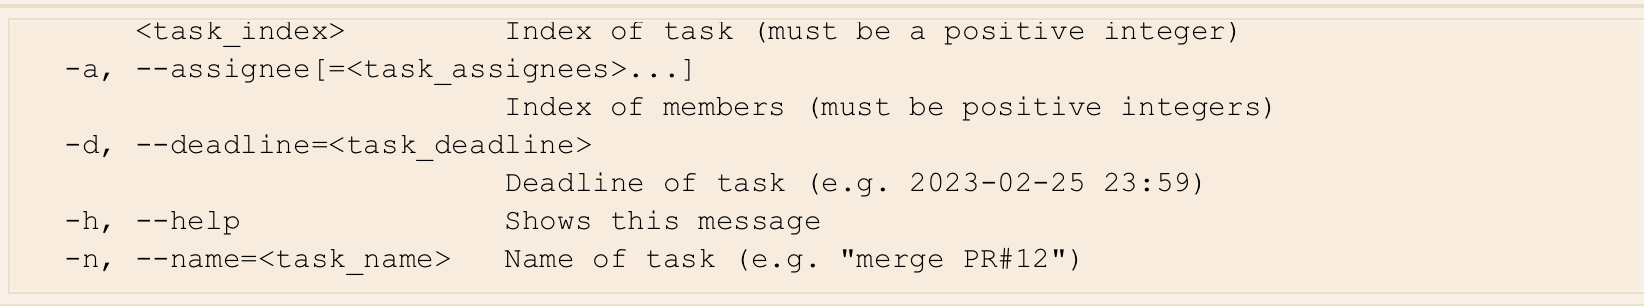 <task_index> Index of task (must be a positive integer)
-a, --assignee[=<task_assignees>...]
Index of members (must be positive integers)
-d, --deadline=<task_deadline>
Deadline of task (e.g. 2023-02-25 23:59)
-h, --help Shows this message
-n, --name=<task_name> Name of task (e.g. "merge PR#12")